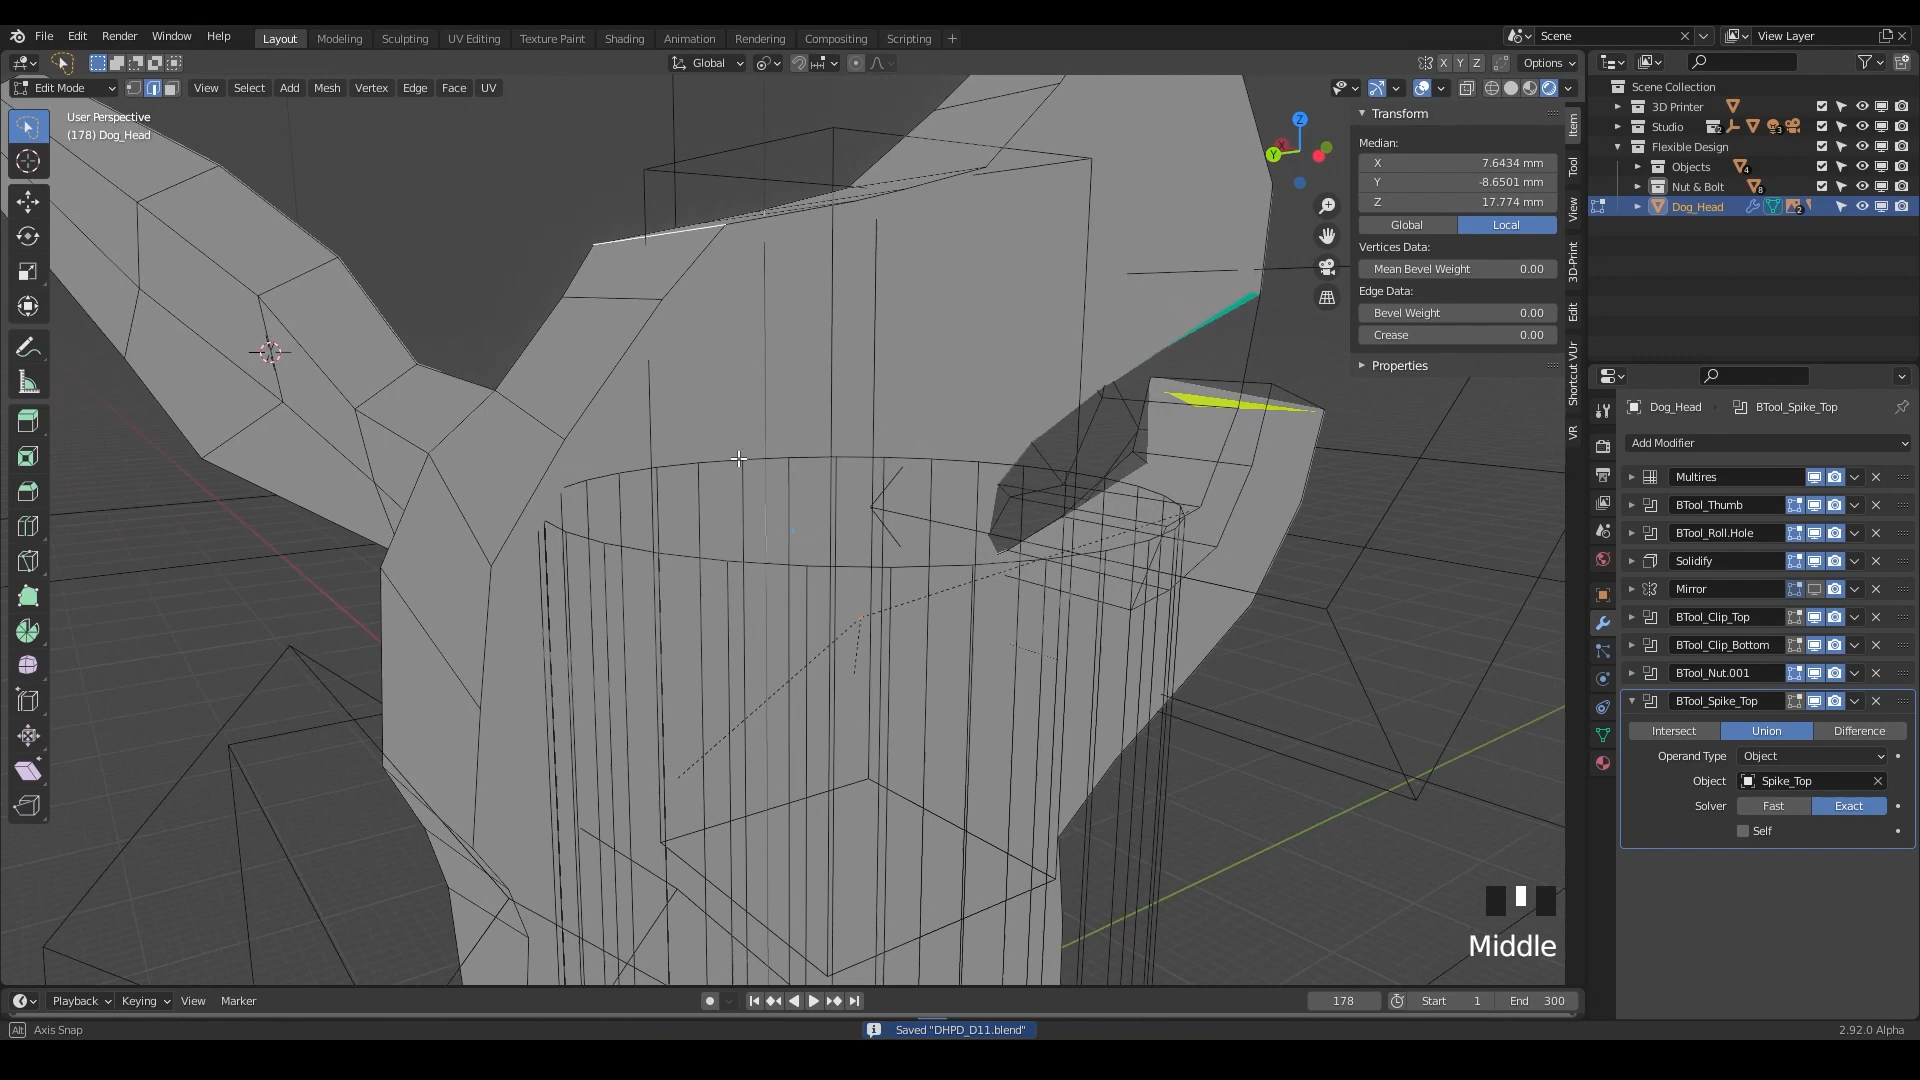 File Edit Render Window Help
Layout Modeling Sculpting UV Editing Texture Paint Shading Animation Rendering Compositing Scripting +
Scene
View Layer
Global
X Y Z
Options
Edit Mode View Select Add Mesh Vertex Edge Face UV
User Perspective
(178) Dog_Head
Z
X
Y
Transform
Median:
X 7.6434 mm
Y -8.6501 mm
Z 17.774 mm
Global Local
Vertices Data:
Mean Bevel Weight 0.00
Edge Data:
Bevel Weight 0.00
Crease 0.00
Properties
Item
Tool
View
3D-Print
Edit
Shortcut VUr
VR
Scene Collection
3D Printer
Studio 2 3
Flexible Design
Objects 4
Nut & Bolt 8
Dog_Head 2
Dog_Head BTool_Spike_Top
Add Modifier
Multires
BTool_Thumb
BTool_Roll.Hole
Solidify
Mirror
BTool_Clip_Top
BTool_Clip_Bottom
BTool_Nut.001
BTool_Spike_Top
Intersect Union Difference
Operand Type Object
Object Spike_Top
Solver Fast Exact
Self
Middle
Playback Keying View Marker
178 Start 1 End 300
Alt Axis Snap
Saved "DHPD_D11.blend"
2.92.0 Alpha